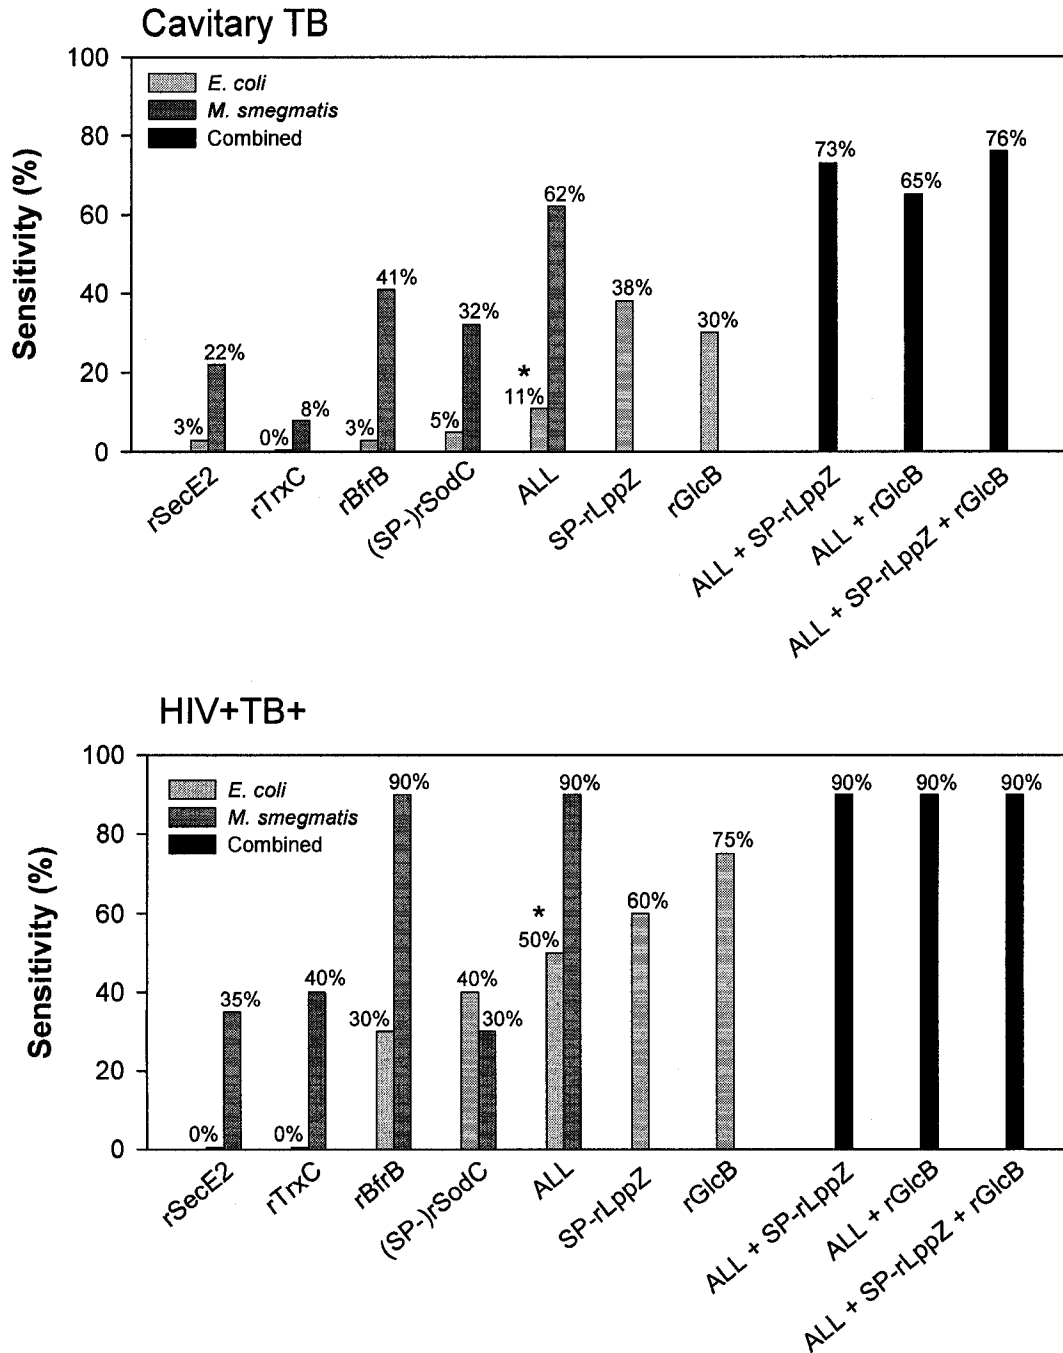 Cavitary TB
100
80
60
40
20
0
Sensitivity (%)
E. coli
M. smegmatis
Combined
3%
22%
0%
8%
3%
41%
5%
32%
*
11%
62%
38%
30%
73%
65%
76%
rSecE2
rTrxC
rBfrB
(SP-)rSodC
ALL
SP-rLppZ
rGlcB
ALL + SP-rLppZ
ALL + rGlcB
ALL + SP-rLppZ + rGlcB
HIV+TB+
100
80
60
40
20
0
Sensitivity (%)
E. coli
M. smegmatis
Combined
0%
35%
0%
40%
30%
90%
40%
30%
*
50%
90%
60%
75%
90%
90%
90%
rSecE2
rTrxC
rBfrB
(SP-)rSodC
ALL
SP-rLppZ
rGlcB
ALL + SP-rLppZ
ALL + rGlcB
ALL + SP-rLppZ + rGlcB